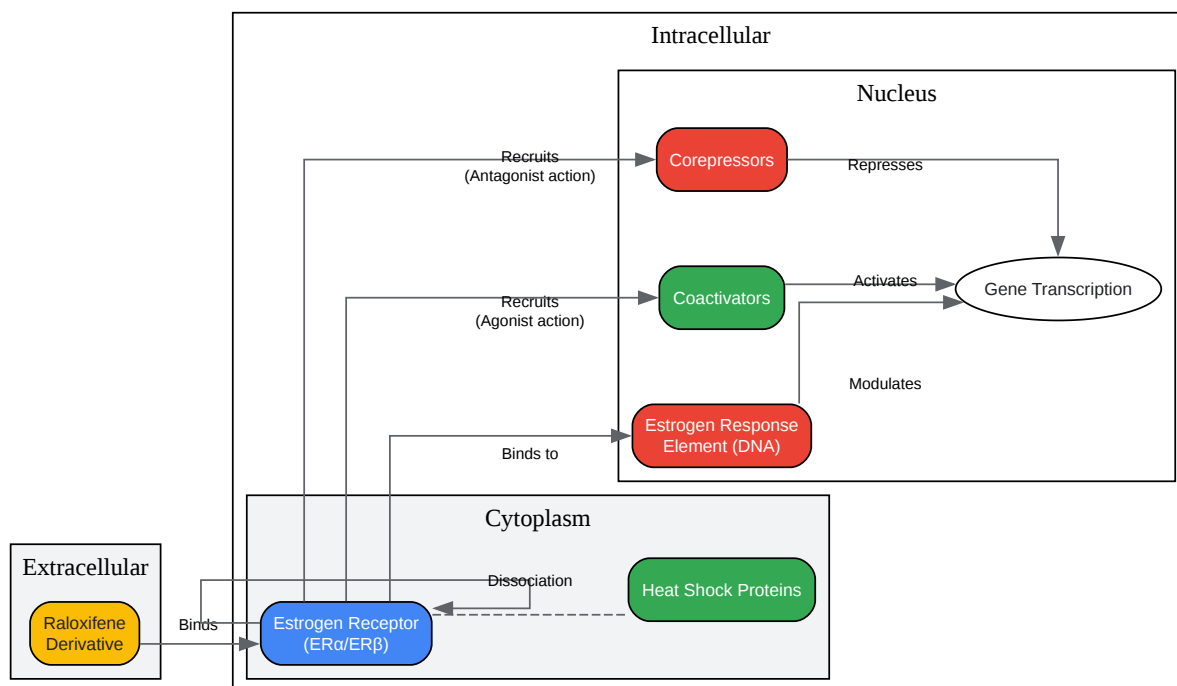 Intracellular
Nucleus
Corepressors
Recruits
(Antagonist action)
Represses
Coactivators
Recruits
(Agonist action)
Activates
Gene Transcription
Modulates
Estrogen Response
Element (DNA)
Binds to
Cytoplasm
Extracellular
Dissociation
Heat Shock Proteins
Raloxifene
Derivative
Binds
Estrogen Receptor
(ERα/ERβ)